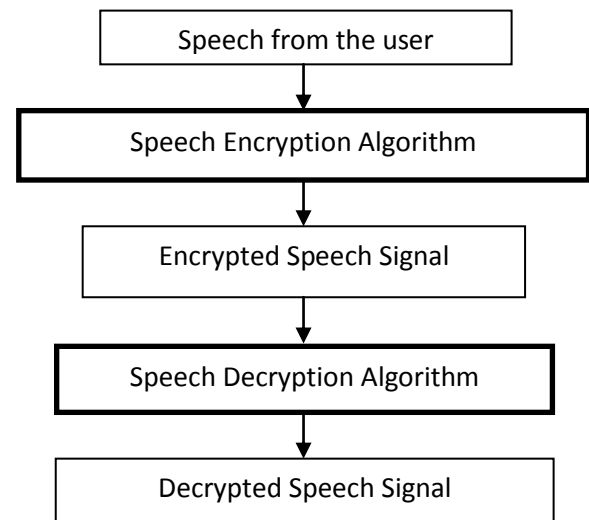 Speech from the user
Speech Encryption Algorithm
Encrypted Speech Signal
Speech Decryption Algorithm
Decrypted Speech Signal